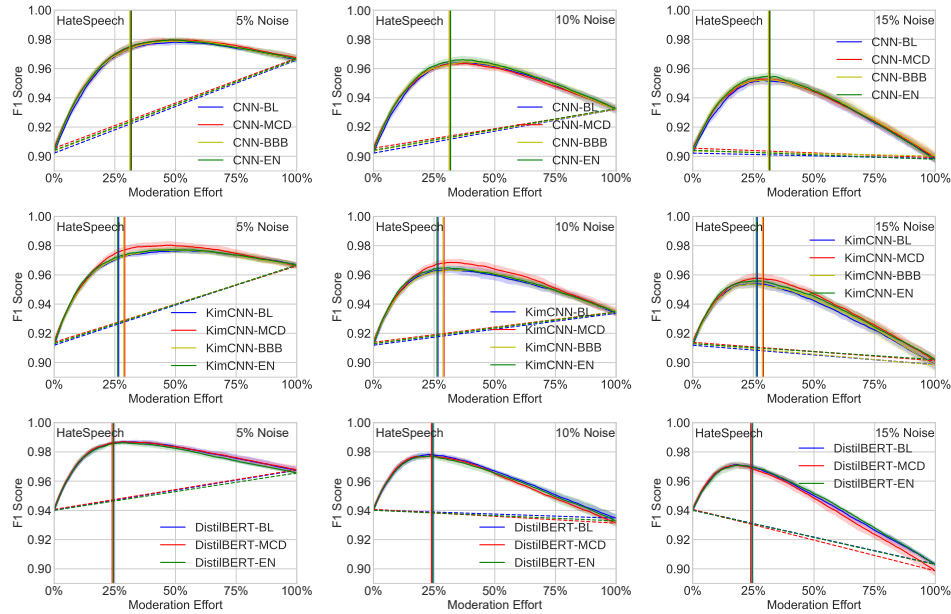 HateSpeech 5% Noise
1.00
0.98
0.96
0.94
0.92
0.90
F1 Score
CNN-BL
CNN-MCD
CNN-BBB
CNN-EN
0% 25% 50% 75% 100%
Moderation Effort
HateSpeech 10% Noise
1.00
0.98
0.96
0.94
0.92
0.90
F1 Score
CNN-BL
CNN-MCD
CNN-BBB
CNN-EN
0% 25% 50% 75% 100%
Moderation Effort
HateSpeech 15% Noise
1.00
0.98
0.96
0.94
0.92
0.90
F1 Score
CNN-BL
CNN-MCD
CNN-BBB
CNN-EN
0% 25% 50% 75% 100%
Moderation Effort
HateSpeech 5% Noise
1.00
0.98
0.96
0.94
0.92
0.90
F1 Score
KimCNN-BL
KimCNN-MCD
KimCNN-BBB
KimCNN-EN
0% 25% 50% 75% 100%
Moderation Effort
HateSpeech 10% Noise
1.00
0.98
0.96
0.94
0.92
0.90
F1 Score
KimCNN-BL
KimCNN-MCD
KimCNN-BBB
KimCNN-EN
0% 25% 50% 75% 100%
Moderation Effort
HateSpeech 15% Noise
1.00
0.98
0.96
0.94
0.92
0.90
F1 Score
KimCNN-BL
KimCNN-MCD
KimCNN-BBB
KimCNN-EN
0% 25% 50% 75% 100%
Moderation Effort
HateSpeech 5% Noise
1.00
0.98
0.96
0.94
0.92
0.90
F1 Score
DistilBERT-BL
DistilBERT-MCD
DistilBERT-EN
0% 25% 50% 75% 100%
Moderation Effort
HateSpeech 10% Noise
1.00
0.98
0.96
0.94
0.92
0.90
F1 Score
DistilBERT-BL
DistilBERT-MCD
DistilBERT-EN
0% 25% 50% 75% 100%
Moderation Effort
HateSpeech 15% Noise
1.00
0.98
0.96
0.94
0.92
0.90
F1 Score
DistilBERT-BL
DistilBERT-MCD
DistilBERT-EN
0% 25% 50% 75% 100%
Moderation Effort